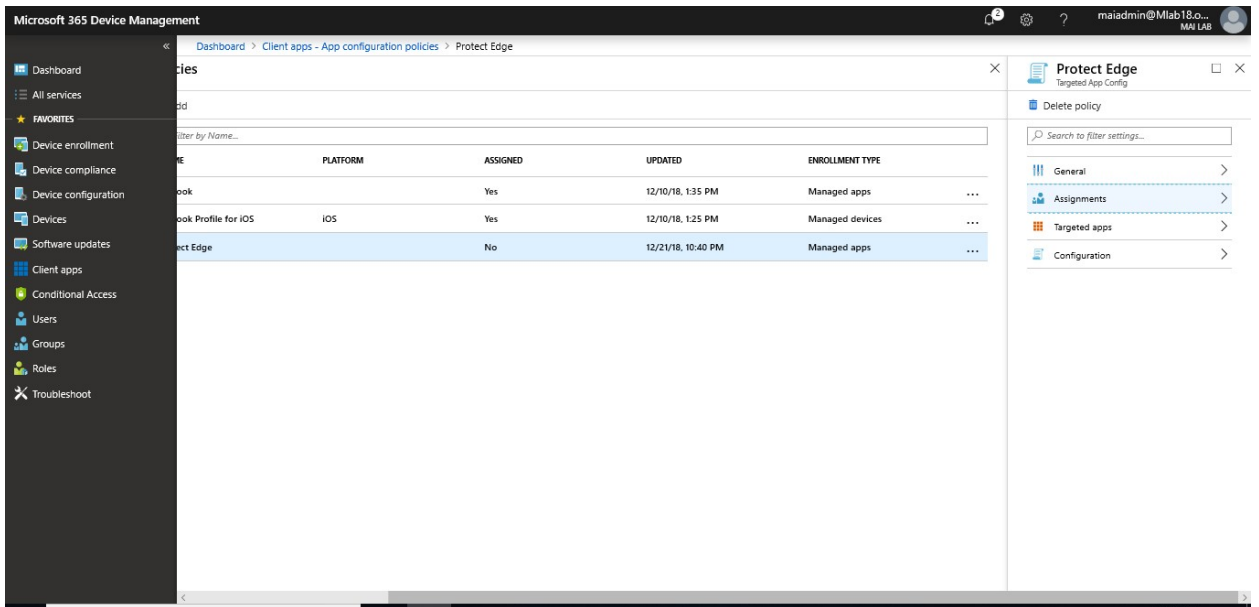 Microsoft 365 Device Management
2
?
maiadmin@Mlab18.o...
MAI LAB
«
Dashboard > Client apps - App configuration policies > Protect Edge
Dashboard
All services
FAVORITES
Device enrollment
Device compliance
Device configuration
Devices
Software updates
Client apps
Conditional Access
Users
Groups
Roles
Troubleshoot
cies
dd
filter by Name...
ME PLATFORM ASSIGNED UPDATED ENROLLMENT TYPE
ook Yes 12/10/18, 1:35 PM Managed apps ...
ook Profile for iOS iOS Yes 12/10/18, 1:25 PM Managed devices ...
ect Edge No 12/21/18, 10:40 PM Managed apps ...
Protect Edge
Targeted App Config
Delete policy
Search to filter settings...
General
Assignments
Targeted apps
Configuration